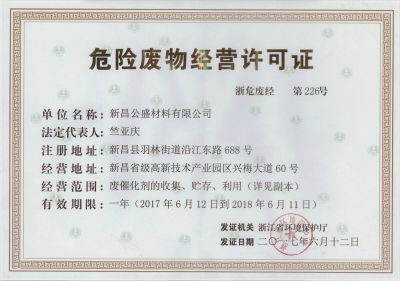 危险废物经营许可证
浙危废经 第226号
单位名称：新昌公盛材料有限公司
法定代表人：竺亚庆
注册地址：新昌县羽林街道沿江东路688号
经营地址：新昌省级高新技术产业园区兴梅大道60号
经营范围：废催化剂的收集、贮存、利用（详见副本）
有效期限：一年（2017年6月12日到2018年6月11日）
发证机关 浙江省环境保护厅
发证日期 二〇一七年六月十二日